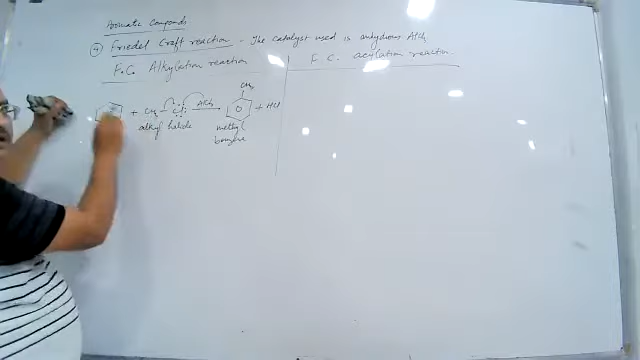 Aromatic Compounds
④ Friedel Craft reaction - The catalyst used is anhydrous AlCl3
F.C. Alkylation reaction
F C. acylation reaction
CH3
+ CH3 - Cl AlCl3 + HCl
alkyl halide methyl
benzene